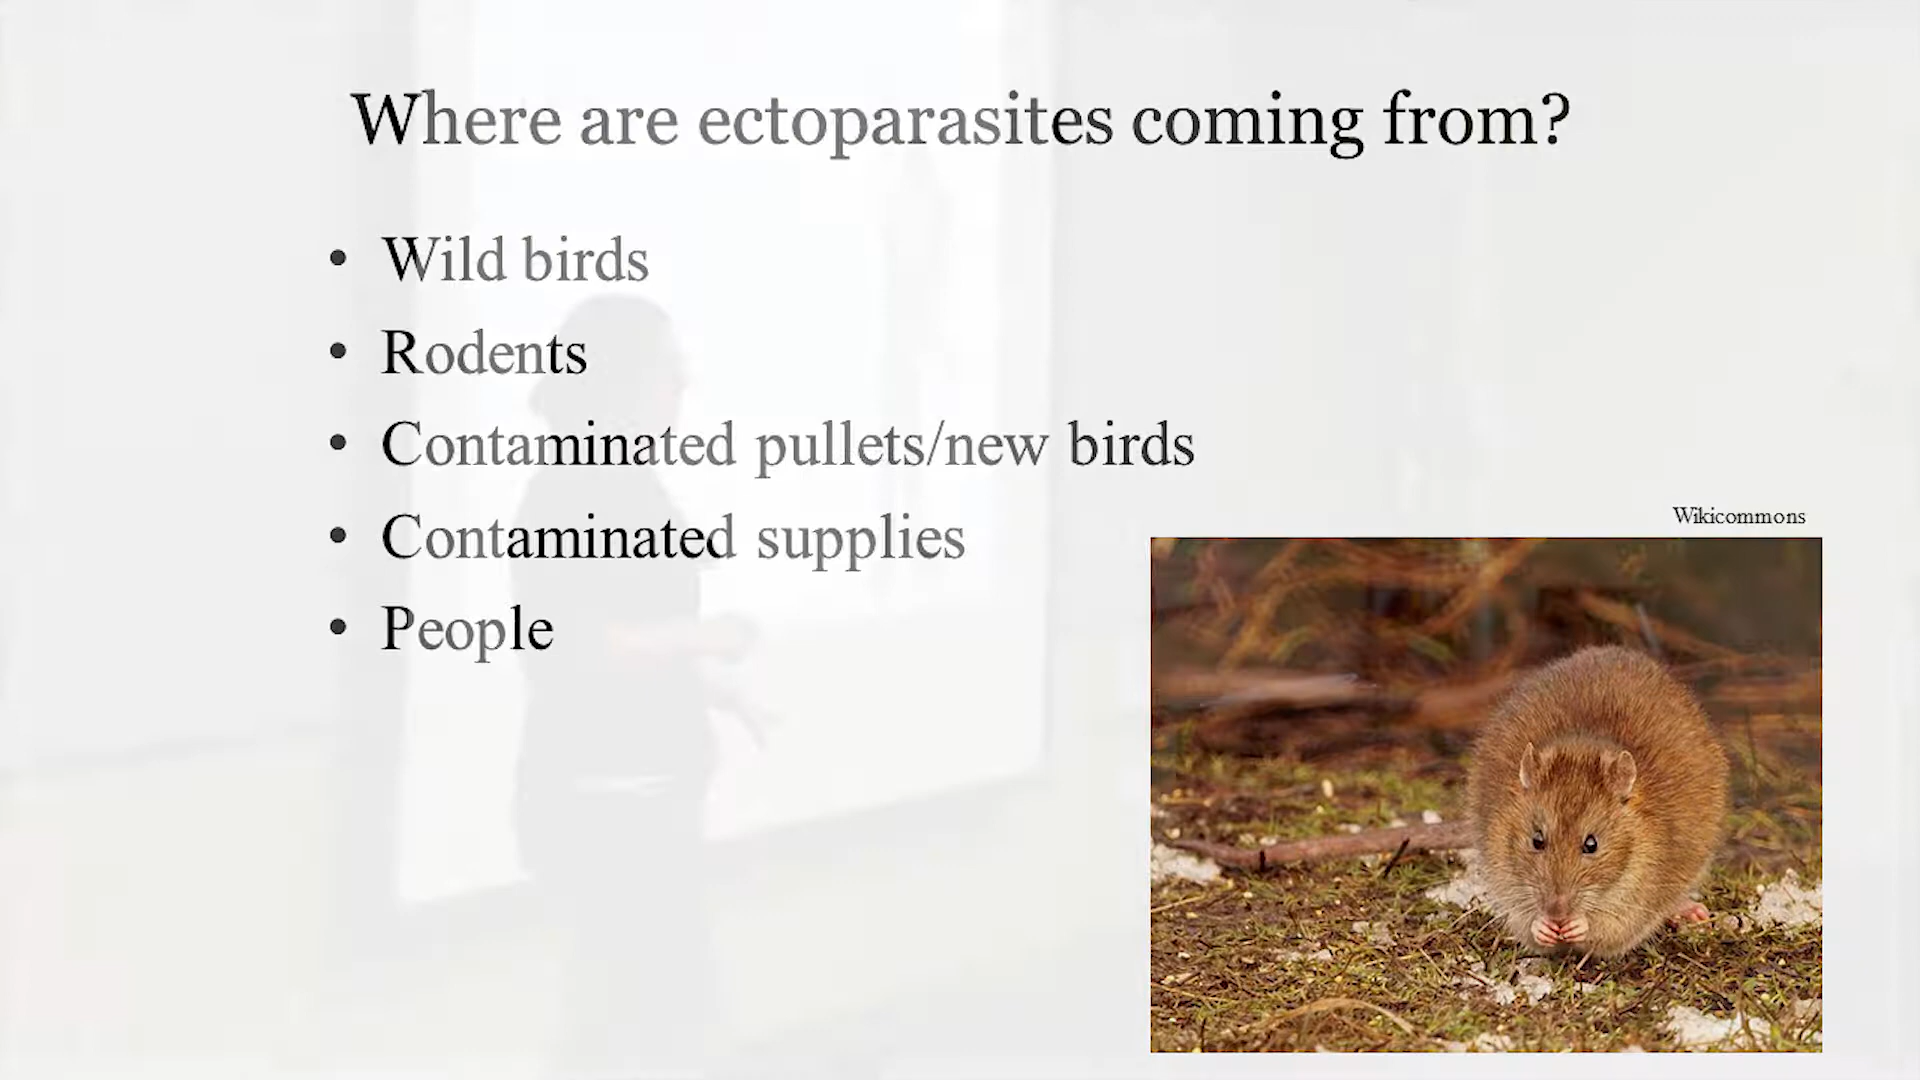 Where are ectoparasites coming from?
• Wild birds
• Rodents
• Contaminated pullets/new birds
• Contaminated supplies
• People
Wikicommons